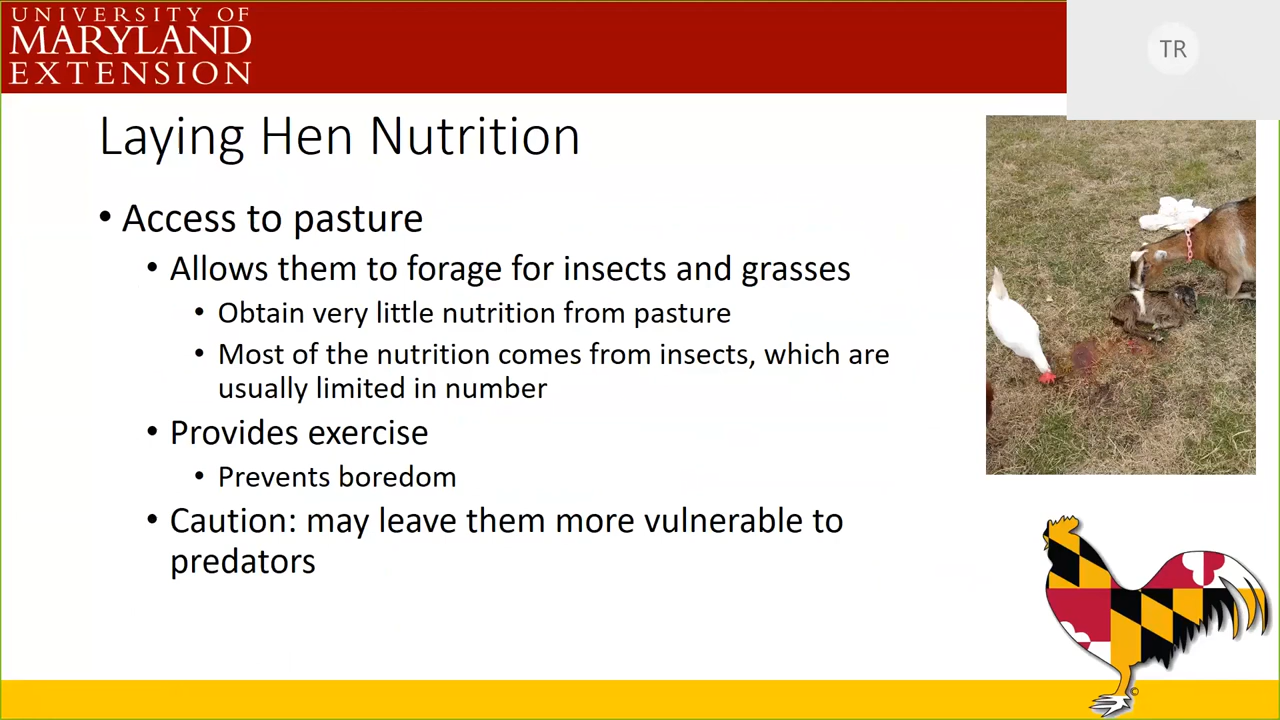 UNIVERSITY OF
MARYLAND
EXTENSION
TR
Laying Hen Nutrition
• Access to pasture
• Allows them to forage for insects and grasses
• Obtain very little nutrition from pasture
• Most of the nutrition comes from insects, which are
usually limited in number
• Provides exercise
• Prevents boredom
• Caution: may leave them more vulnerable to
predators
©